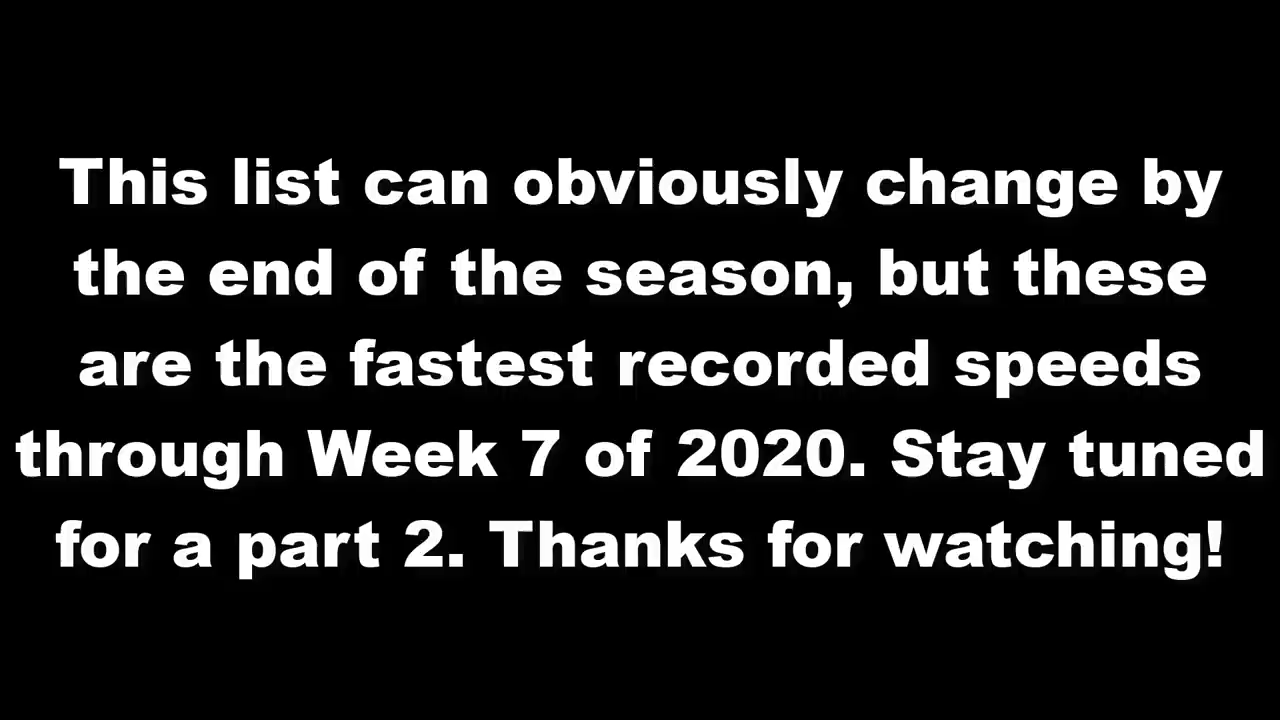 This list can obviously change by
the end of the season, but these
are the fastest recorded speeds
through Week 7 of 2020. Stay tuned
for a part 2. Thanks for watching!